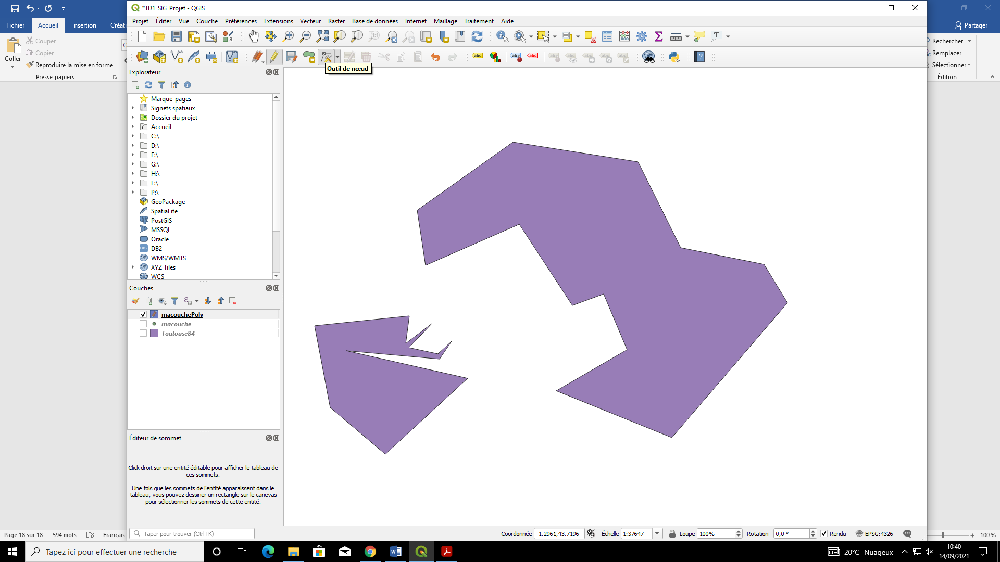 *TD1_SIG_Projet - QGIS
Fichier
Accueil
Insertion
Créati
Partager
Projet Éditer Vue Couche Préférences Extensions Vecteur Raster Base de données Internet Maillage Traitement Aide
Couper
Copier
Coller
Reproduire la mise en forme
Presse-papiers
Rechercher
Remplacer
Sélectionner
Édition
Outil de nœud
Explorateur
Marque-pages
Signets spatiaux
Dossier du projet
Accueil
C:\
D:\
E:\
G:\
H:\
L:\
P:\
GeoPackage
SpatiaLite
PostGIS
MSSQL
Oracle
DB2
WMS/WMTS
XYZ Tiles
WCS
Couches
macouchePoly
macouche
Toulouse84
Éditeur de sommet
Click droit sur une entité éditable pour afficher le tableau de
ces sommets.
Une fois que les sommets de l'entité apparaissent dans le
tableau, vous pouvez dessiner un rectangle sur le canevas
pour sélectionner les sommets de cette entité.
Taper pour trouver (Ctrl+K)
Coordonnée 1.2961,43.7196 Échelle 1:37647 Loupe 100% Rotation 0,0 ° Rendu EPSG:4326
Page 18 sur 18 594 mots Français
100 %
Tapez ici pour effectuer une recherche
20°C Nuageux
10:40
14/09/2021